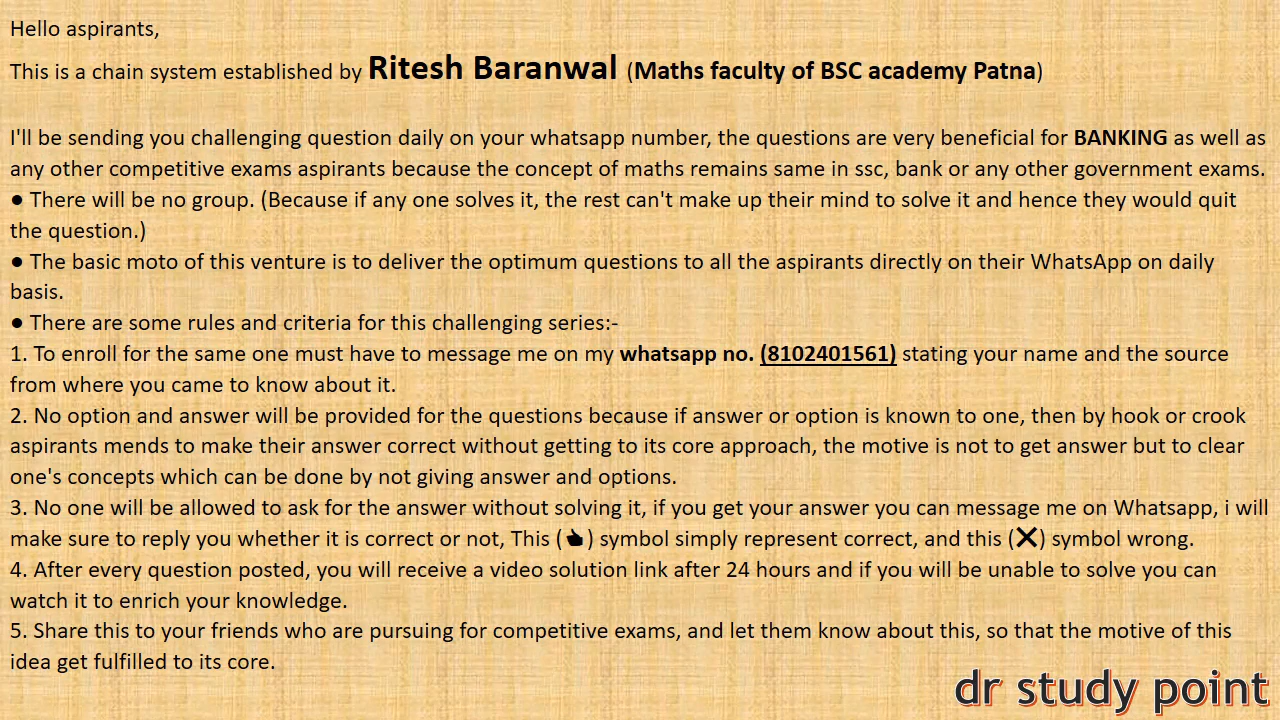 Hello aspirants,
This is a chain system established by Ritesh Baranwal (Maths faculty of BSC academy Patna)
I'll be sending you challenging question daily on your whatsapp number, the questions are very beneficial for BANKING as well as
any other competitive exams aspirants because the concept of maths remains same in ssc, bank or any other government exams.
● There will be no group. (Because if any one solves it, the rest can't make up their mind to solve it and hence they would quit
the question.)
● The basic moto of this venture is to deliver the optimum questions to all the aspirants directly on their WhatsApp on daily
basis.
● There are some rules and criteria for this challenging series:-
1. To enroll for the same one must have to message me on my whatsapp no. (8102401561) stating your name and the source
from where you came to know about it.
2. No option and answer will be provided for the questions because if answer or option is known to one, then by hook or crook
aspirants mends to make their answer correct without getting to its core approach, the motive is not to get answer but to clear
one's concepts which can be done by not giving answer and options.
3. No one will be allowed to ask for the answer without solving it, if you get your answer you can message me on Whatsapp, i will
make sure to reply you whether it is correct or not, This (👍) symbol simply represent correct, and this (❌) symbol wrong.
4. After every question posted, you will receive a video solution link after 24 hours and if you will be unable to solve you can
watch it to enrich your knowledge.
5. Share this to your friends who are pursuing for competitive exams, and let them know about this, so that the motive of this
idea get fulfilled to its core.
dr study point